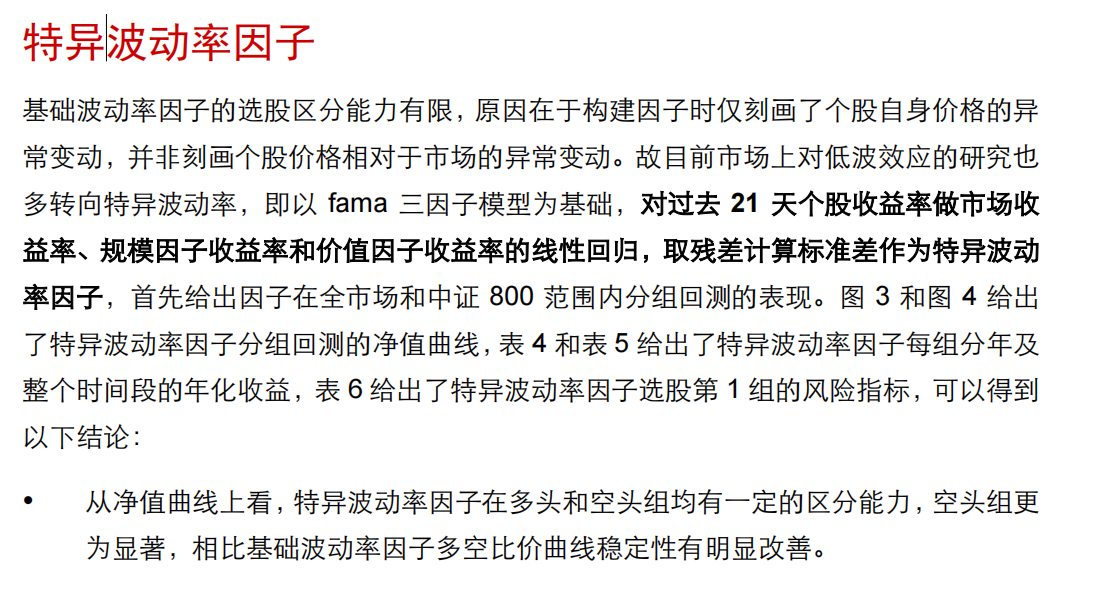 特异波动率因子
基础波动率因子的选股区分能力有限，原因在于构建因子时仅刻画了个股自身价格的异
常变动，并非刻画个股价格相对于市场的异常变动。故目前市场上对低波效应的研究也
多转向特异波动率，即以 fama 三因子模型为基础，对过去 21 天个股收益率做市场收
益率、规模因子收益率和价值因子收益率的线性回归，取残差计算标准差作为特异波动
率因子，首先给出因子在全市场和中证 800 范围内分组回测的表现。图 3 和图 4 给出
了特异波动率因子分组回测的净值曲线，表 4 和表 5 给出了特异波动率因子每组分年及
整个时间段的年化收益，表 6 给出了特异波动率因子选股第 1 组的风险指标，可以得到
以下结论：
• 从净值曲线上看，特异波动率因子在多头和空头组均有一定的区分能力，空头组更
为显著，相比基础波动率因子多空比价曲线稳定性有明显改善。